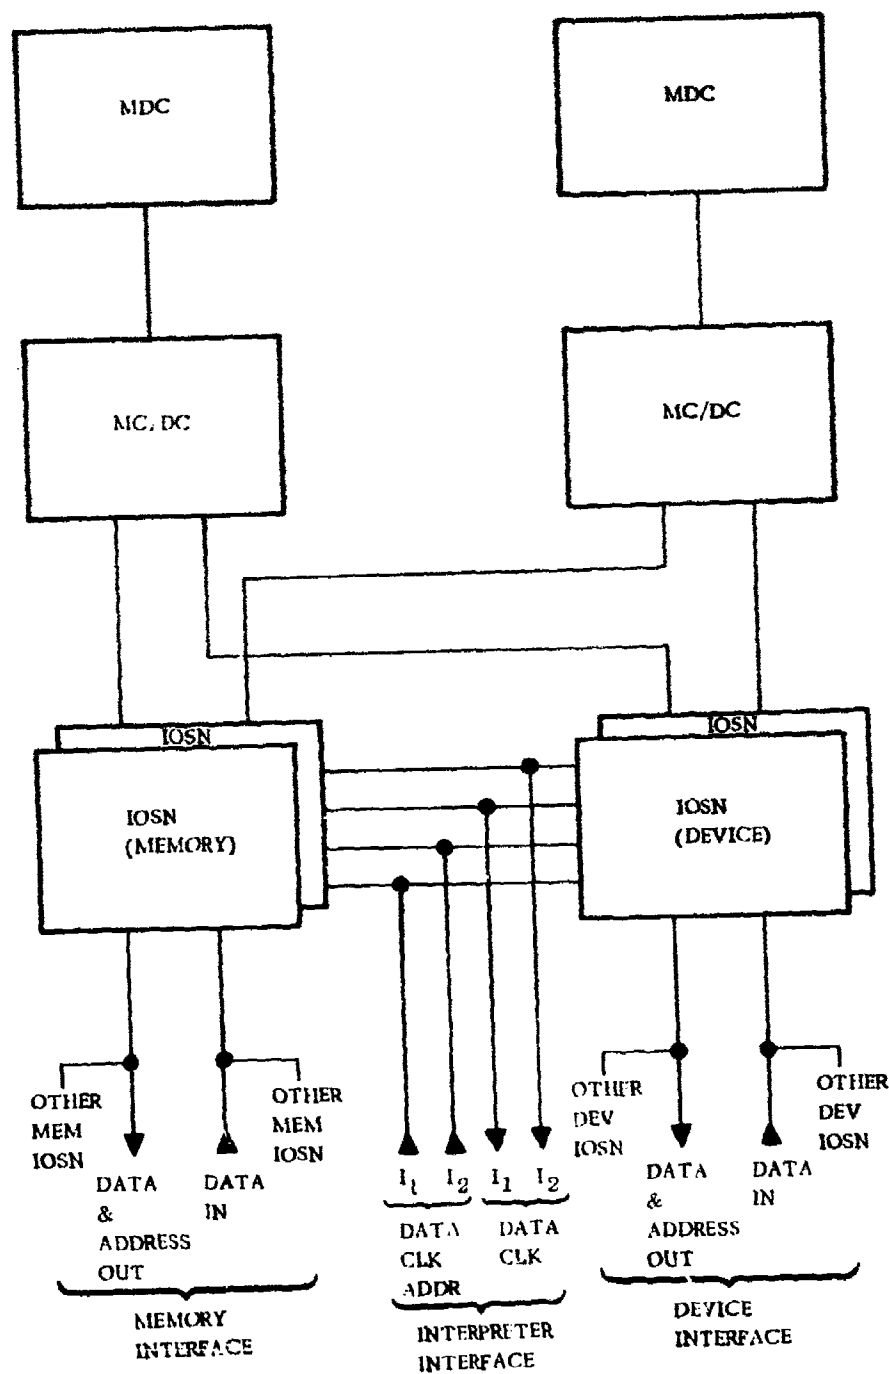 MDC
MDC
MC/DC
MC/DC
IOSN
IOSN
(MEMORY)
IOSN
IOSN
(DEVICE)
OTHER
MEM
IOSN
DATA
&
ADDRESS
OUT
DATA
IN
OTHER
MEM
IOSN
MEMORY
INTERFACE
I1 I2 I1 I2
DATA
CLK
ADDR
DATA
CLK
INTERPRETER
INTERFACE
OTHER
DEV
IOSN
DATA
&
ADDRESS
OUT
DATA
IN
OTHER
DEV
IOSN
DEVICE
INTERFACE